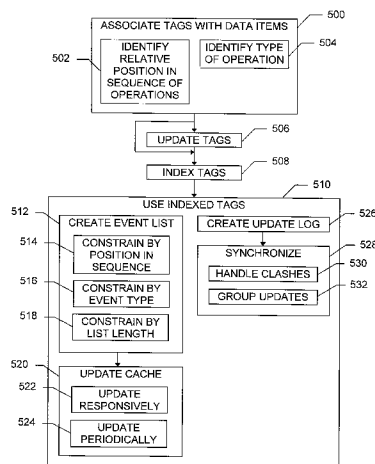 ASSOCIATE TAGS WITH DATA ITEMS
500
502
IDENTIFY
RELATIVE
POSITION IN
SEQUENCE OF
OPERATIONS
IDENTIFY TYPE
OF OPERATION
504
UPDATE TAGS
506
INDEX TAGS
508
510
USE INDEXED TAGS
512
CREATE EVENT LIST
514
CONSTRAIN BY
POSITION IN
SEQUENCE
516
CONSTRAIN BY
EVENT TYPE
518
CONSTRAIN BY
LIST LENGTH
520
UPDATE CACHE
522
UPDATE
RESPONSIVELY
524
UPDATE
PERIODICALLY
CREATE UPDATE LOG
526
SYNCHRONIZE
528
HANDLE CLASHES
530
GROUP UPDATES
532